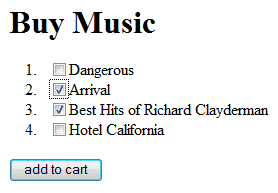 Buy Music
1. Dangerous
2. Arrival
3. Best Hits of Richard Clayderman
4. Hotel California
add to cart